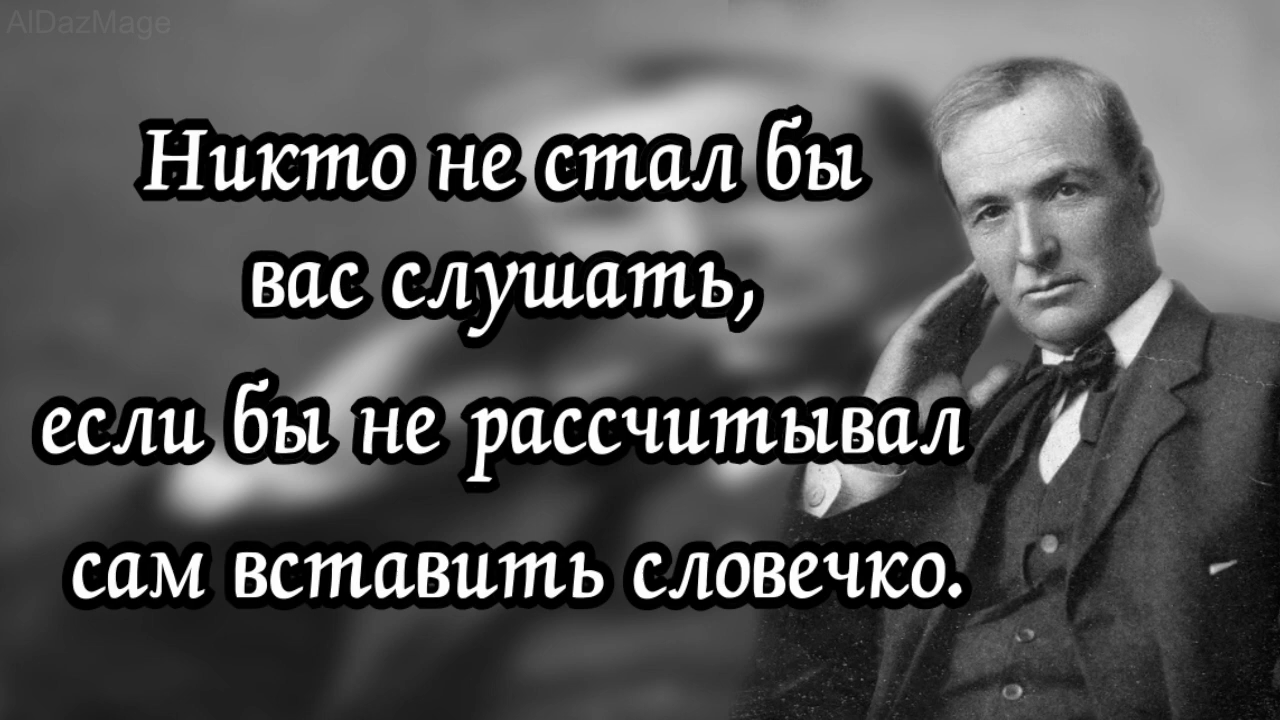 AlDazMage
Никто не стал бы
вас слушать,
если бы не рассчитывал
сам вставить словечко.